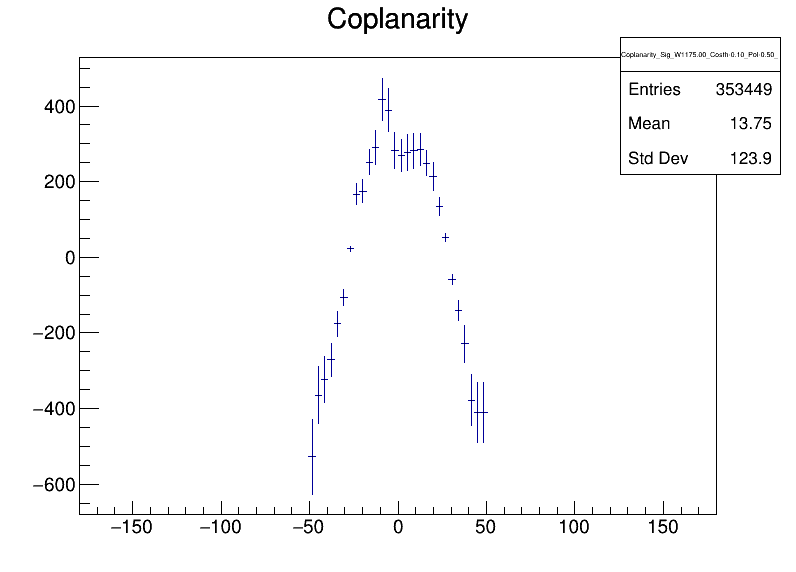 Coplanarity
Coplanarity_Sig_W1175.00_Costh-0.10_Pol-0.50_
Entries 353449
Mean 13.75
Std Dev 123.9
400
200
0
−200
−400
−600
−150 −100 −50 0 50 100 150